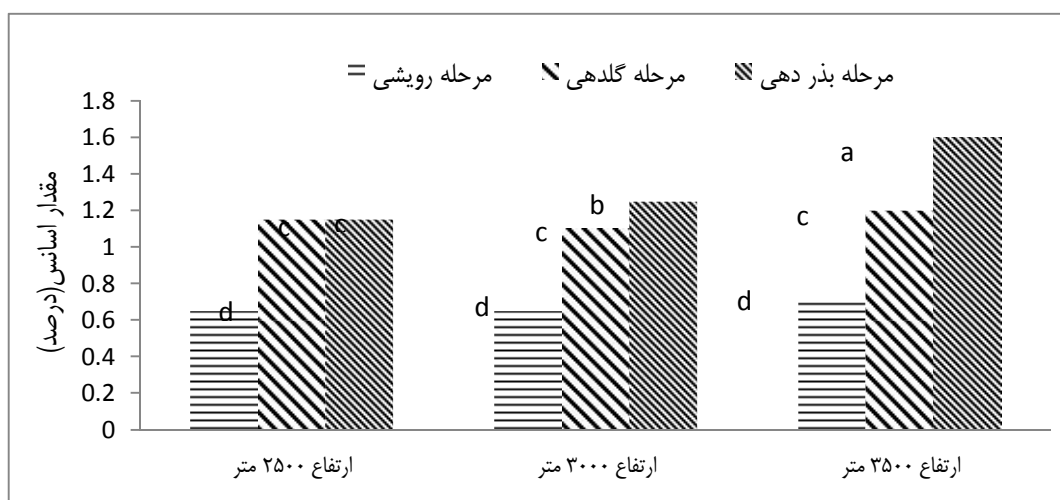 مرحله رویشی مرحله گلدهی مرحله بذر دهی
مقدار اسانس(درصد)
1.8
1.6
1.4
1.2
1
0.8
0.6
0.4
0.2
0
d c c
d c b
d c a
ارتفاع ۲۵۰۰ متر ارتفاع ۳۰۰۰ متر ارتفاع ۳۵۰۰ متر